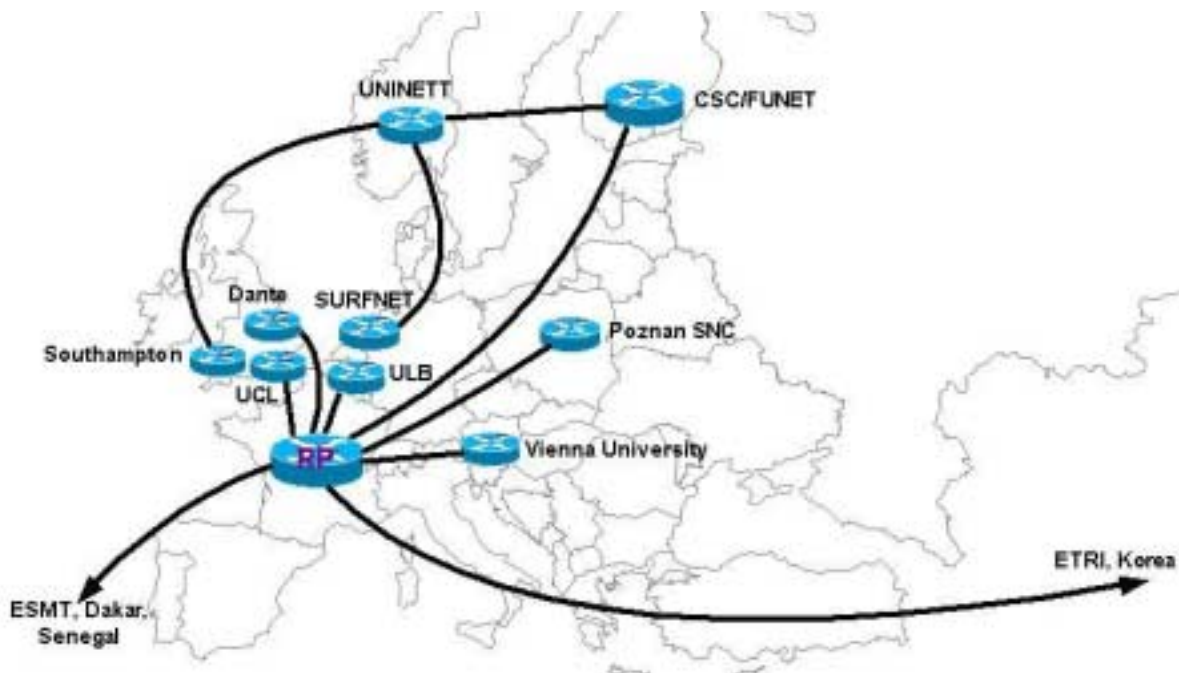 UNINETT
CSC/FUNET
Dante
SURFNET
Poznan SNC
Southampton
UCL
ULB
RP
Vienna University
ETRI, Korea
ESMT, Dakar,
Senegal